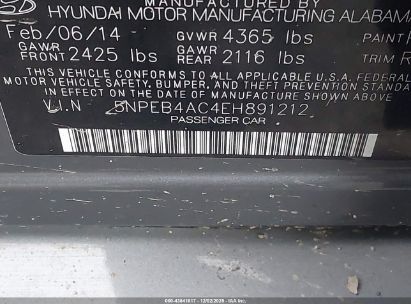 MANUFACTURED BY
HYUNDAI MOTOR MANUFACTURING ALABAMA
Feb/06/14 GVWR 4365 lbs PAINT
GAWR FRONT 2425 lbs GAWR REAR 2116 lbs TRIM
THIS VEHICLE CONFORMS TO ALL APPLICABLE U.S.A. FEDERAL
MOTOR VEHICLE SAFETY, BUMPER, AND THEFT PREVENTION STANDARDS
IN EFFECT ON THE DATE OF MANUFACTURE SHOWN ABOVE.
V.I.N 5NPEB4AC4EH891212
PASSENGER CAR